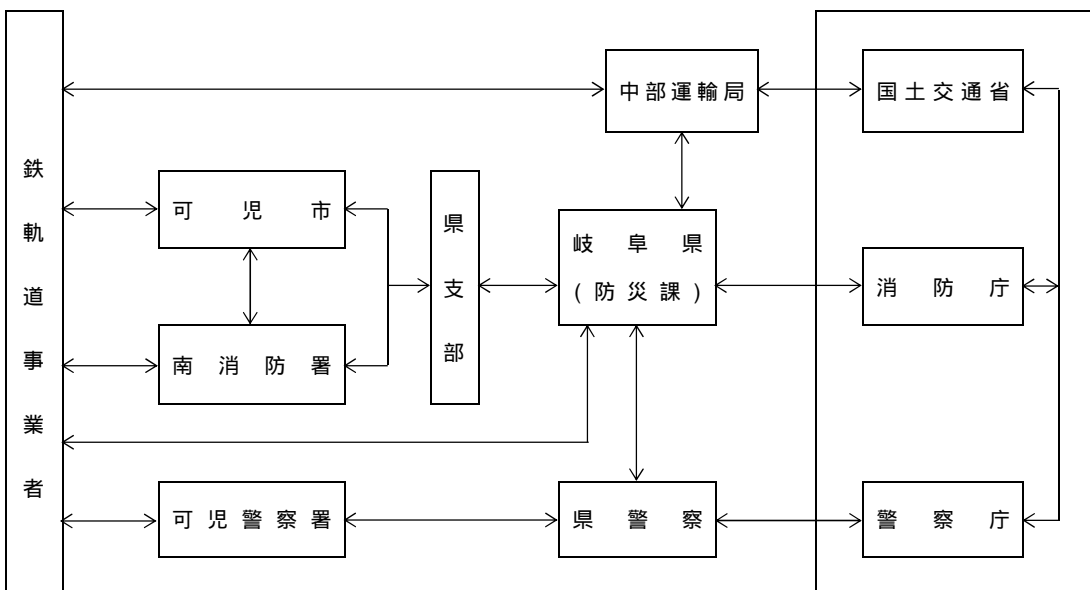 鉄軌道事業者
中部運輸局
国土交通省
可児市
県支部
岐阜県
(防災課)
消防庁
南消防署
可児警察署
県警察
警察庁